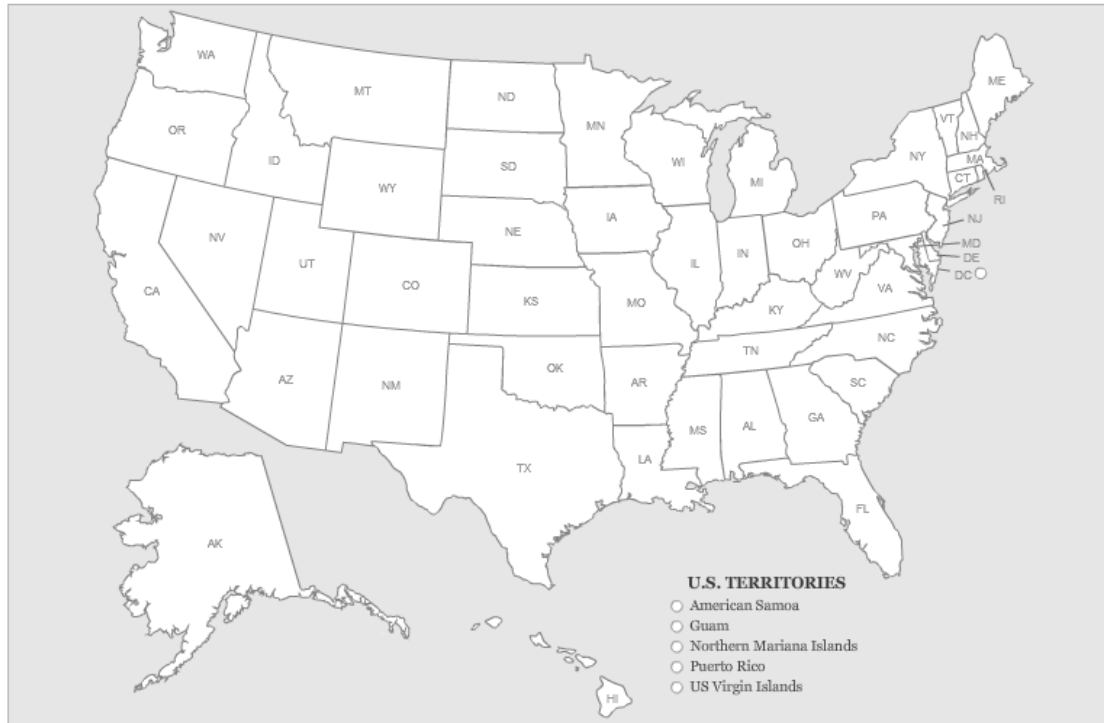 WA
MT
ND
MN
ME
VT
NH
OR
ID
SD
WI
NY
MA
WY
MI
CT
RI
IA
PA
NJ
NV
NE
OH
MD
UT
IL
IN
DE
CA
CO
WV
DC
KS
MO
VA
KY
NC
TN
AZ
NM
OK
AR
SC
MS
AL
GA
LA
TX
FL
AK
U.S. TERRITORIES
American Samoa
Guam
Northern Mariana Islands
Puerto Rico
US Virgin Islands
HI